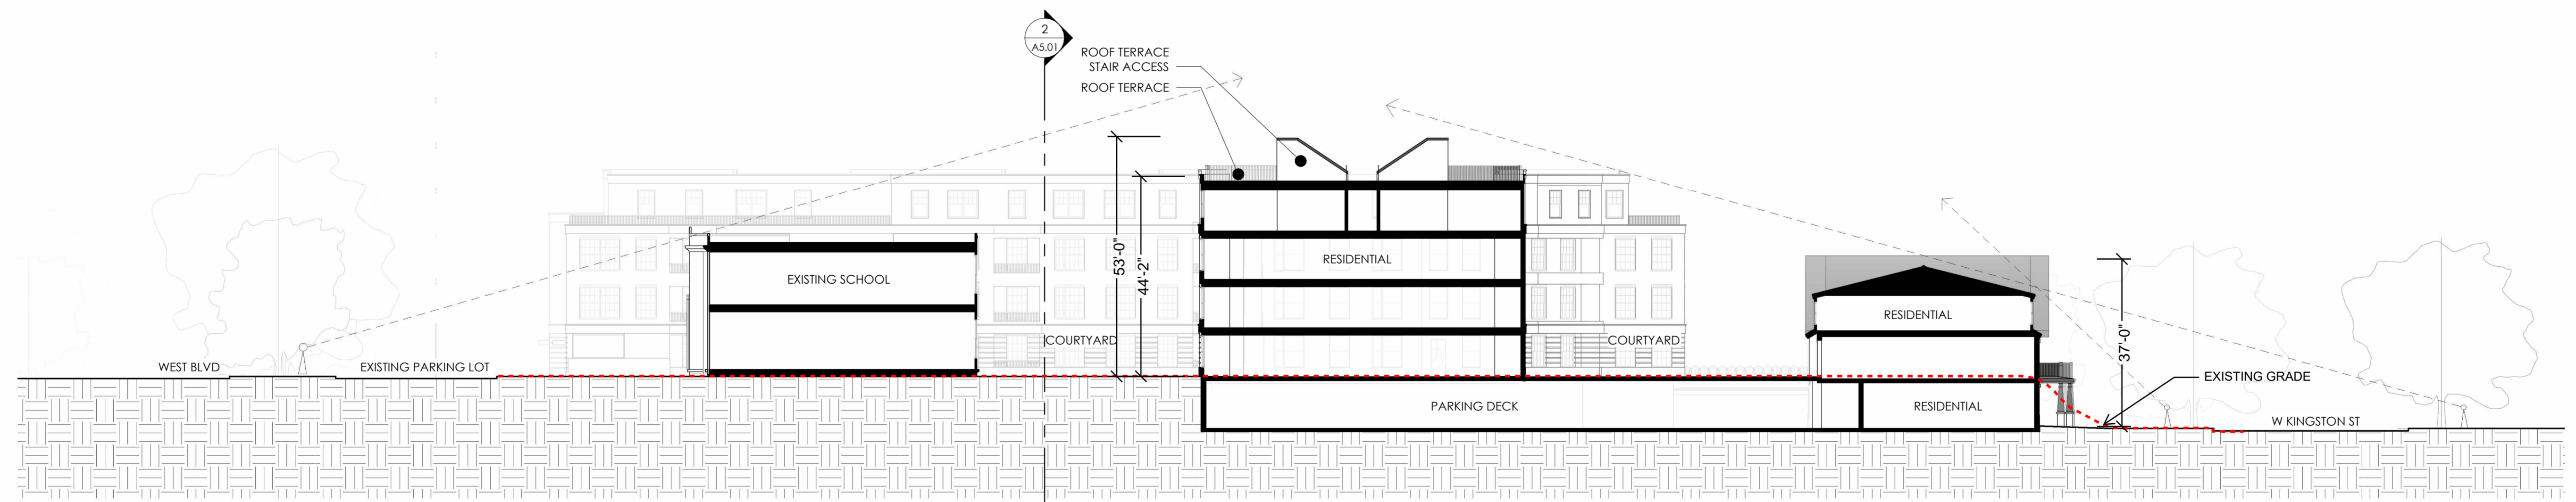 2
A5.01
ROOF TERRACE
STAIR ACCESS
ROOF TERRACE
53'-0"
44'-2"
RESIDENTIAL
EXISTING SCHOOL
RESIDENTIAL
37'-0"
COURTYARD
COURTYARD
WEST BLVD
EXISTING PARKING LOT
EXISTING GRADE
PARKING DECK
RESIDENTIAL
W KINGSTON ST